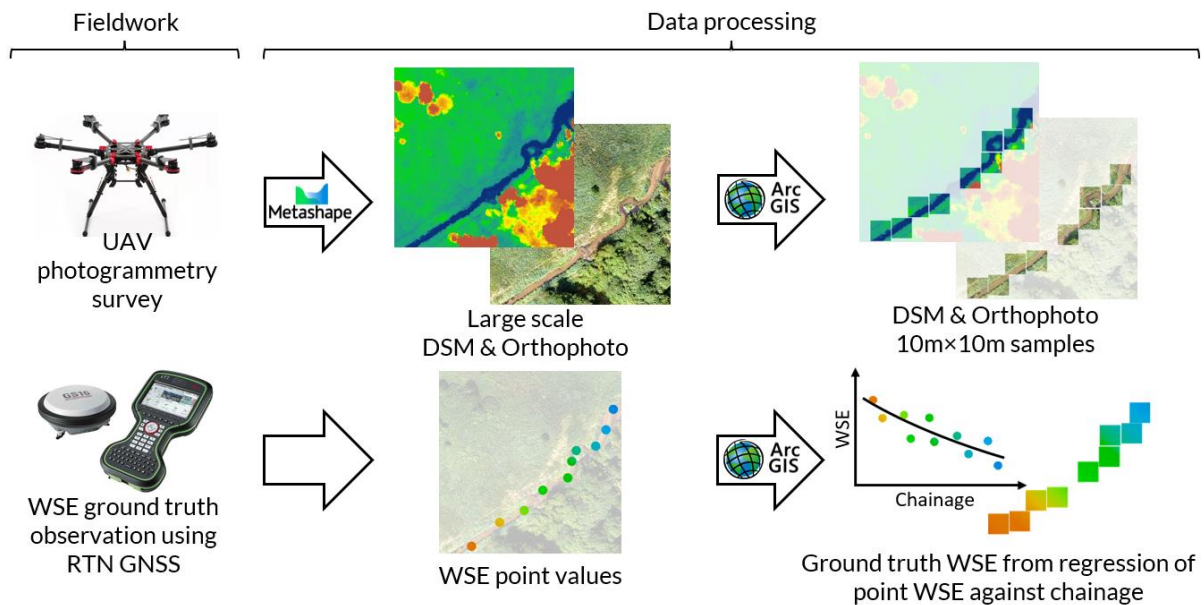 Fieldwork
Data processing
UAV
photogrammetry
survey
Metashape
Large scale
DSM & Orthophoto
Arc
GIS
DSM & Orthophoto
10m×10m samples
GS16
WSE ground truth
observation using
RTN GNSS
WSE point values
Arc
GIS
WSE
Chainage
Ground truth WSE from regression of
point WSE against chainage